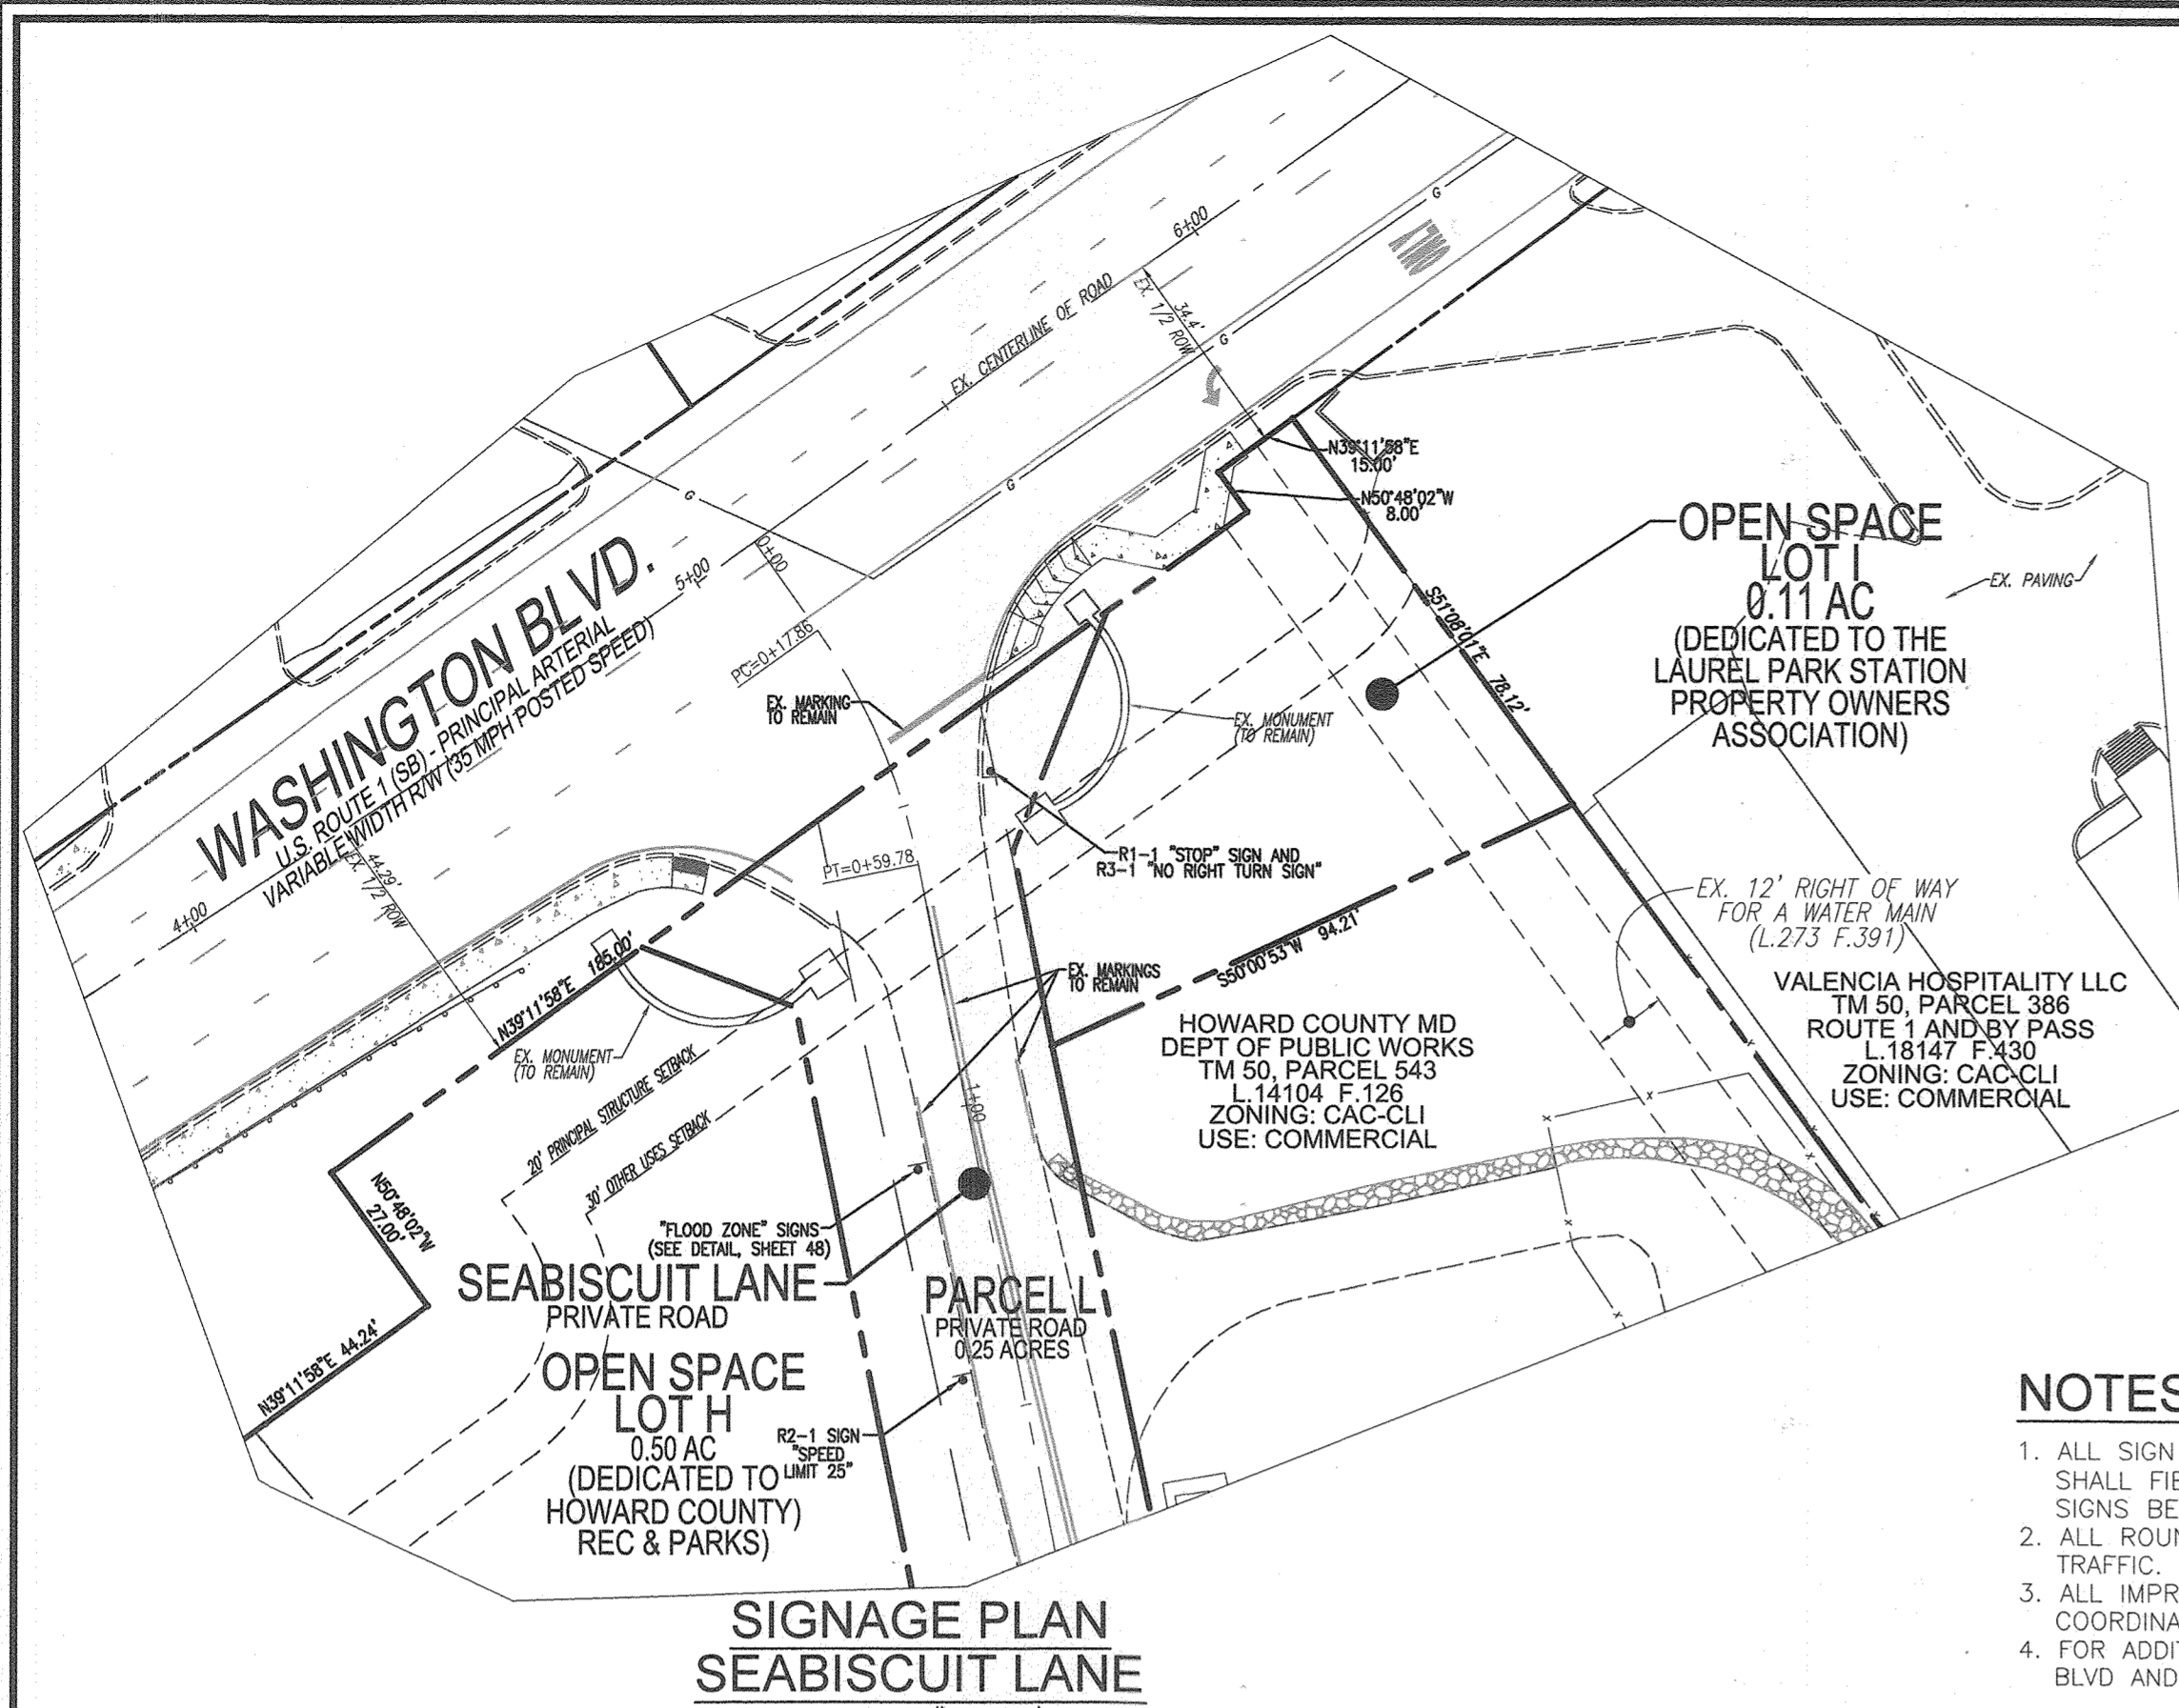 6+00
ONLY
EX. CENTERLINE OF ROAD
34.4'
EX. 1/2 ROW
G
G
G
G
N39°11'58"E
15.00'
N50°48'02"W
8.00'
OPEN SPACE
LOT I
0.11 AC
(DEDICATED TO THE
LAUREL PARK STATION
PROPERTY OWNERS
ASSOCIATION)
EX. PAVING
WASHINGTON BLVD.
U.S. ROUTE 1 (SB) - PRINCIPAL ARTERIAL
VARIABLE WIDTH R/W (35 MPH POSTED SPEED)
5+00
0+00
PC=0+17.86
S51°08'01"E 78.12'
EX. MARKING
TO REMAIN
EX. MONUMENT
(TO REMAIN)
4+00
44.29'
EX. 1/2 ROW
PT=0+59.78
R1-1 "STOP" SIGN AND
R3-1 "NO RIGHT TURN SIGN"
EX. 12' RIGHT OF WAY
FOR A WATER MAIN
(L.273 F.391)
N39°11'58"E 185.00'
EX. MARKINGS
TO REMAIN
S50°00'53"W 94.21'
VALENCIA HOSPITALITY LLC
TM 50, PARCEL 386
ROUTE 1 AND BY PASS
L.18147 F.430
ZONING: CAC-CLI
USE: COMMERCIAL
HOWARD COUNTY MD
DEPT OF PUBLIC WORKS
TM 50, PARCEL 543
L.14104 F.126
ZONING: CAC-CLI
USE: COMMERCIAL
EX. MONUMENT
(TO REMAIN)
20' PRINCIPAL STRUCTURE SETBACK
30' OTHER USES SETBACK
1+00
N50°48'02"W
27.00'
"FLOOD ZONE" SIGNS
(SEE DETAIL, SHEET 48)
SEABISCUIT LANE
PRIVATE ROAD
PARCEL L
PRIVATE ROAD
0.25 ACRES
N39°11'58"E 44.24'
OPEN SPACE
LOT H
0.50 AC
(DEDICATED TO
HOWARD COUNTY)
REC & PARKS)
R2-1 SIGN
"SPEED
LIMIT 25"
NOTES
1. ALL SIGN
SHALL
SIGNS
2. ALL
TRAFFIC.
3. ALL
4. FOR
BLVD AND
SIGNAGE PLAN
SEABISCUIT LANE